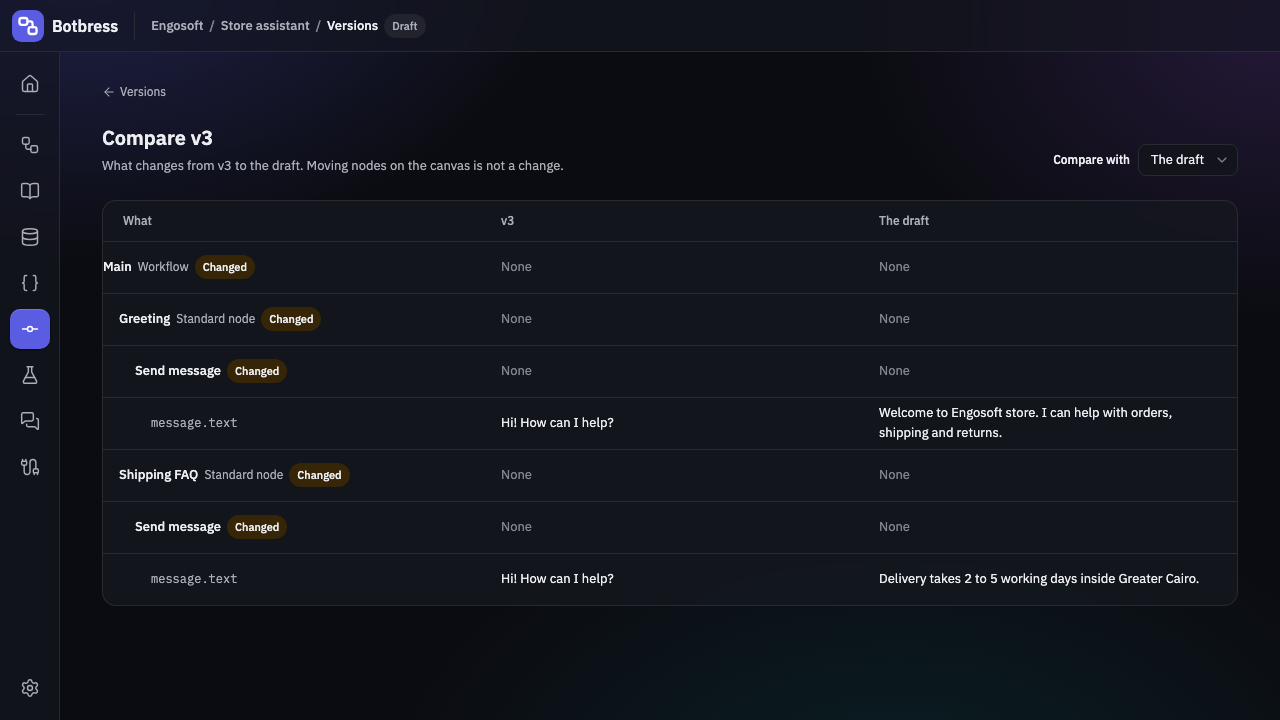 Botbress
Engosoft / Store assistant / Versions Draft
← Versions
Compare v3
What changes from v3 to the draft. Moving nodes on the canvas is not a change.
Compare with The draft
What v3 The draft
Main Workflow Changed None None
Greeting Standard node Changed None None
Send message Changed None None
message.text Hi! How can I help? Welcome to Engosoft store. I can help with orders,
shipping and returns.
Shipping FAQ Standard node Changed None None
Send message Changed None None
message.text Hi! How can I help? Delivery takes 2 to 5 working days inside Greater Cairo.